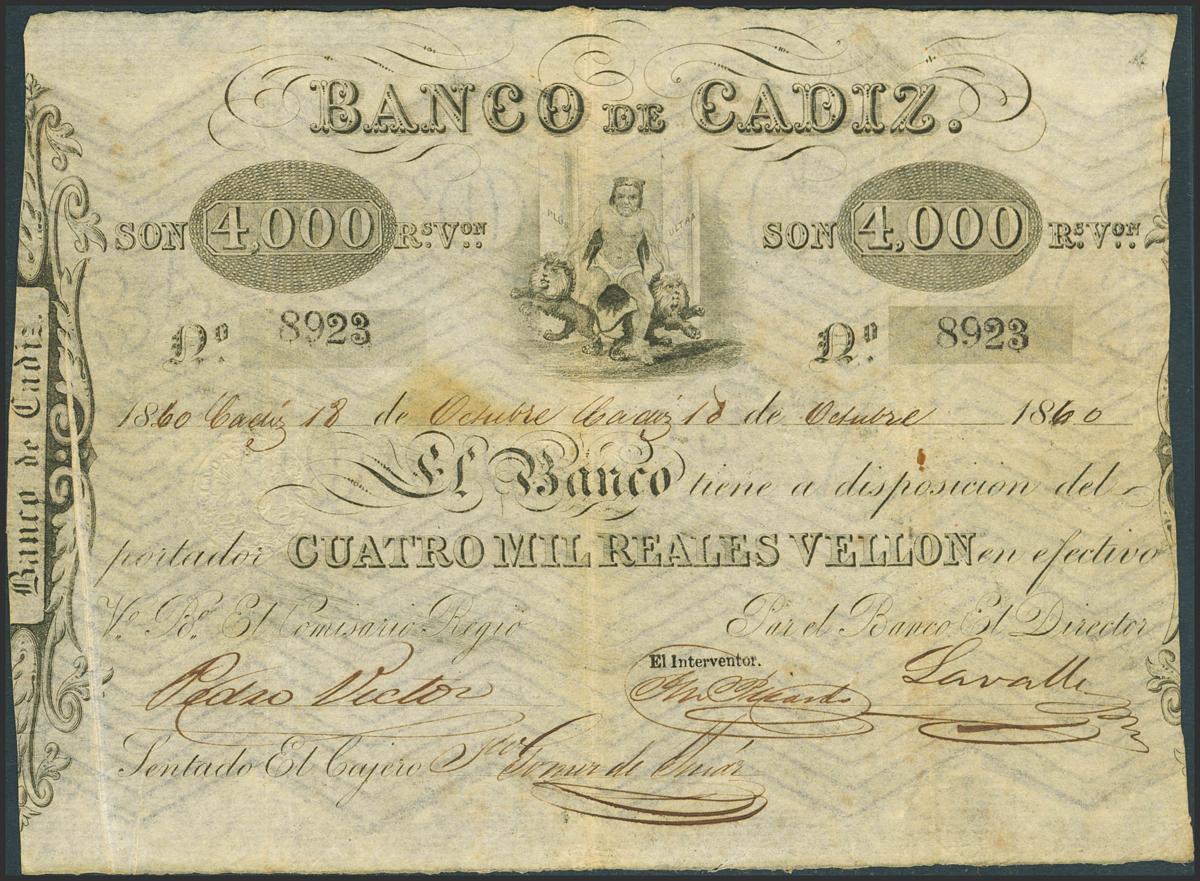 BANCO DE CADIZ.
SON 4,000 Rs. Von. SON 4,000 Rs. Von.
PLUS ULTRA
No. 8923 No. 8923
1860 Cadiz 18 de Octubre Cadiz 18 de Octubre 1860
El Banco tiene a disposicion del
portador CUATRO MIL REALES VELLON en efectivo
Vo. Bo. El Comisario Regio Por el Banco El Director
El Interventor.
Pedro Victor Ricardo Lavalle
Sentado El Cajero Gomez de
Banco de Cadiz.